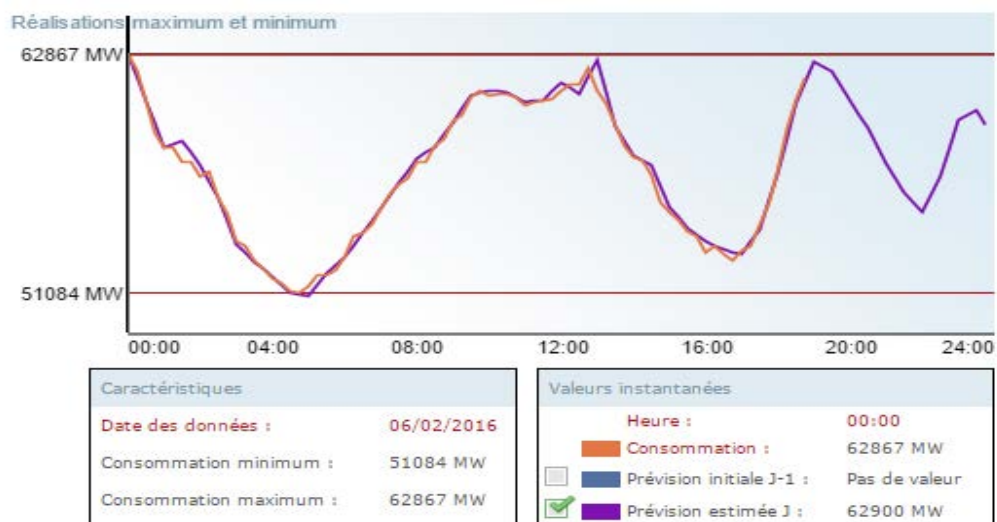 Réalisations maximum et minimum
62867 MW
51084 MW
00:00 04:00 08:00 12:00 16:00 20:00 24:00
Caractéristiques
Date des données : 06/02/2016
Consommation minimum : 51084 MW
Consommation maximum : 62867 MW
Valeurs instantanées
Heure : 00:00
Consommation : 62867 MW
Prévision initiale J-1 : Pas de valeur
Prévision estimée J : 62900 MW